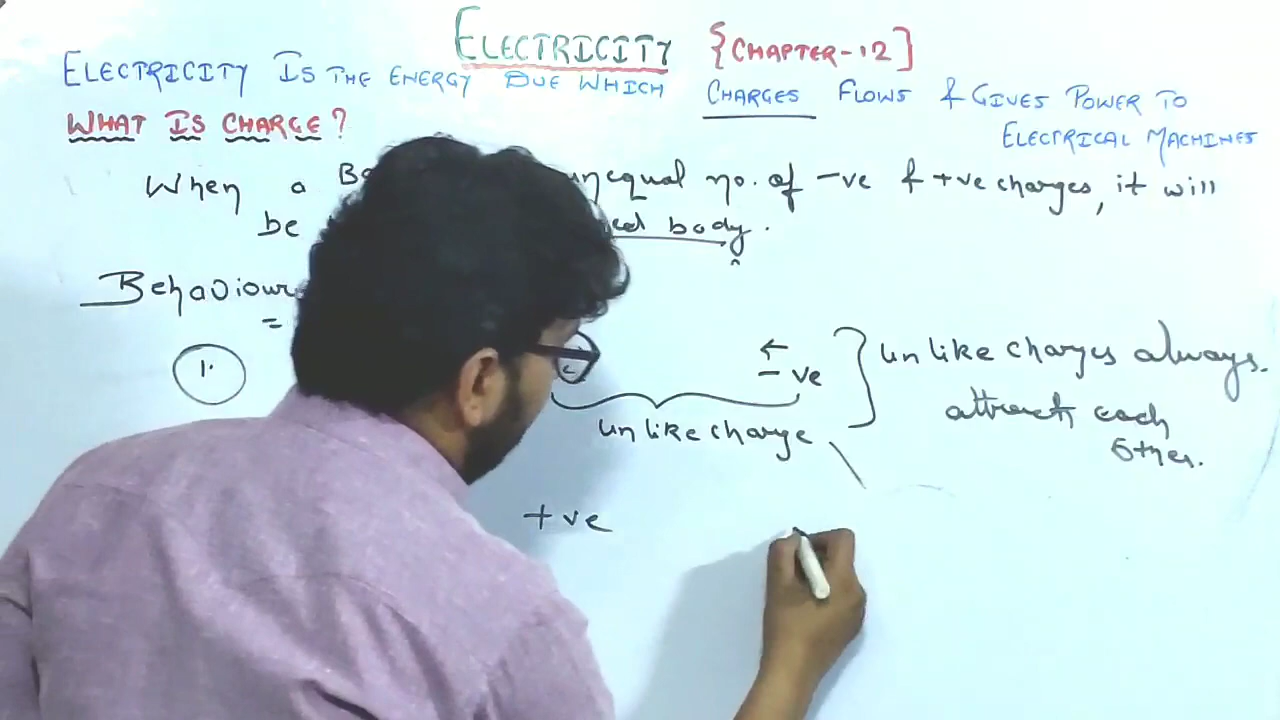 ELECTRICITY {CHAPTER-12]
ELECTRICITY IS THE ENERGY DUE WHICH CHARGES FLOWS & GIVES POWER TO
ELECTRICAL MACHINES
WHAT IS CHARGE?
When a unequal no. of -ve & +ve charges, it will
be body.
Behaviour
1.
-ve
unlike charges always
attract each
other.
unlike charge
+ve